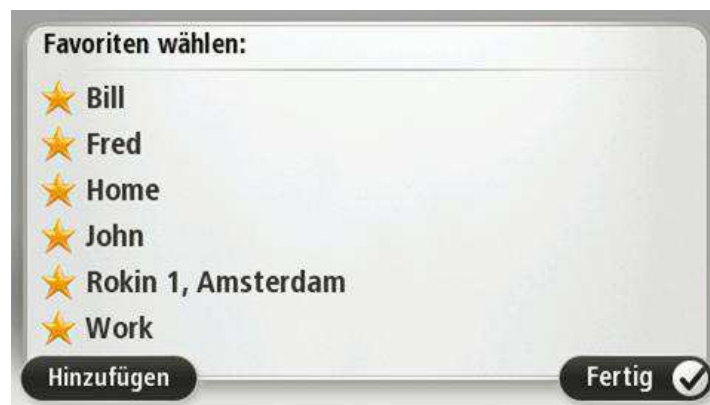 Favoriten wählen:
Bill
Fred
Home
John
Rokin 1, Amsterdam
Work
Hinzufügen
Fertig